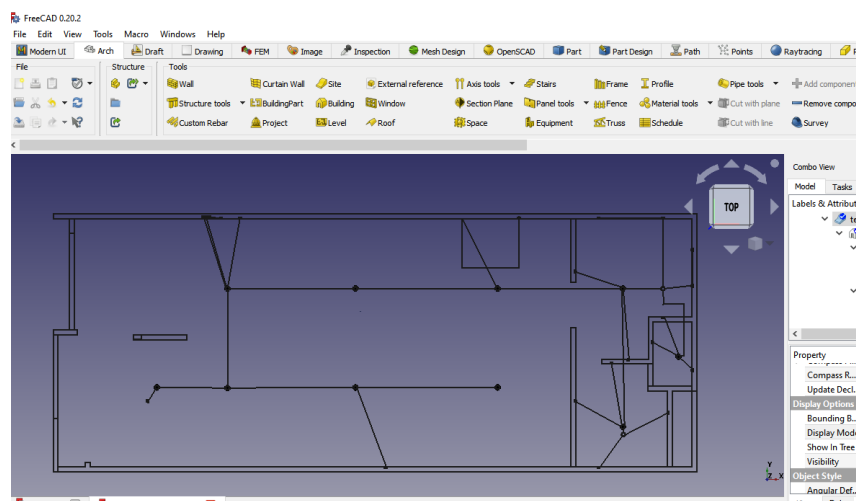 FreeCAD 0.20.2
File Edit View Tools Macro Windows Help
Modern UI Arch Draft Drawing FEM Image Inspection Mesh Design OpenSCAD Part Part Design Path Points Raytracing
File Structure Tools
Wall Curtain Wall Site External reference Axis tools Stairs Frame Profile Pipe tools Add component
Structure tools BuildingPart Building Window Section Plane Panel tools Fence Material tools Cut with plane Remove compo
Custom Rebar Project Level Roof Space Equipment Truss Schedule Cut with line Survey
Combo View
Model Tasks
Labels & Attribut
te
TOP
Property
Compass R...
Update Decl.
Display Options
Bounding B...
Display Mode
Show In Tree
Visibility
Object Style
Angular Def...
Y
Z X